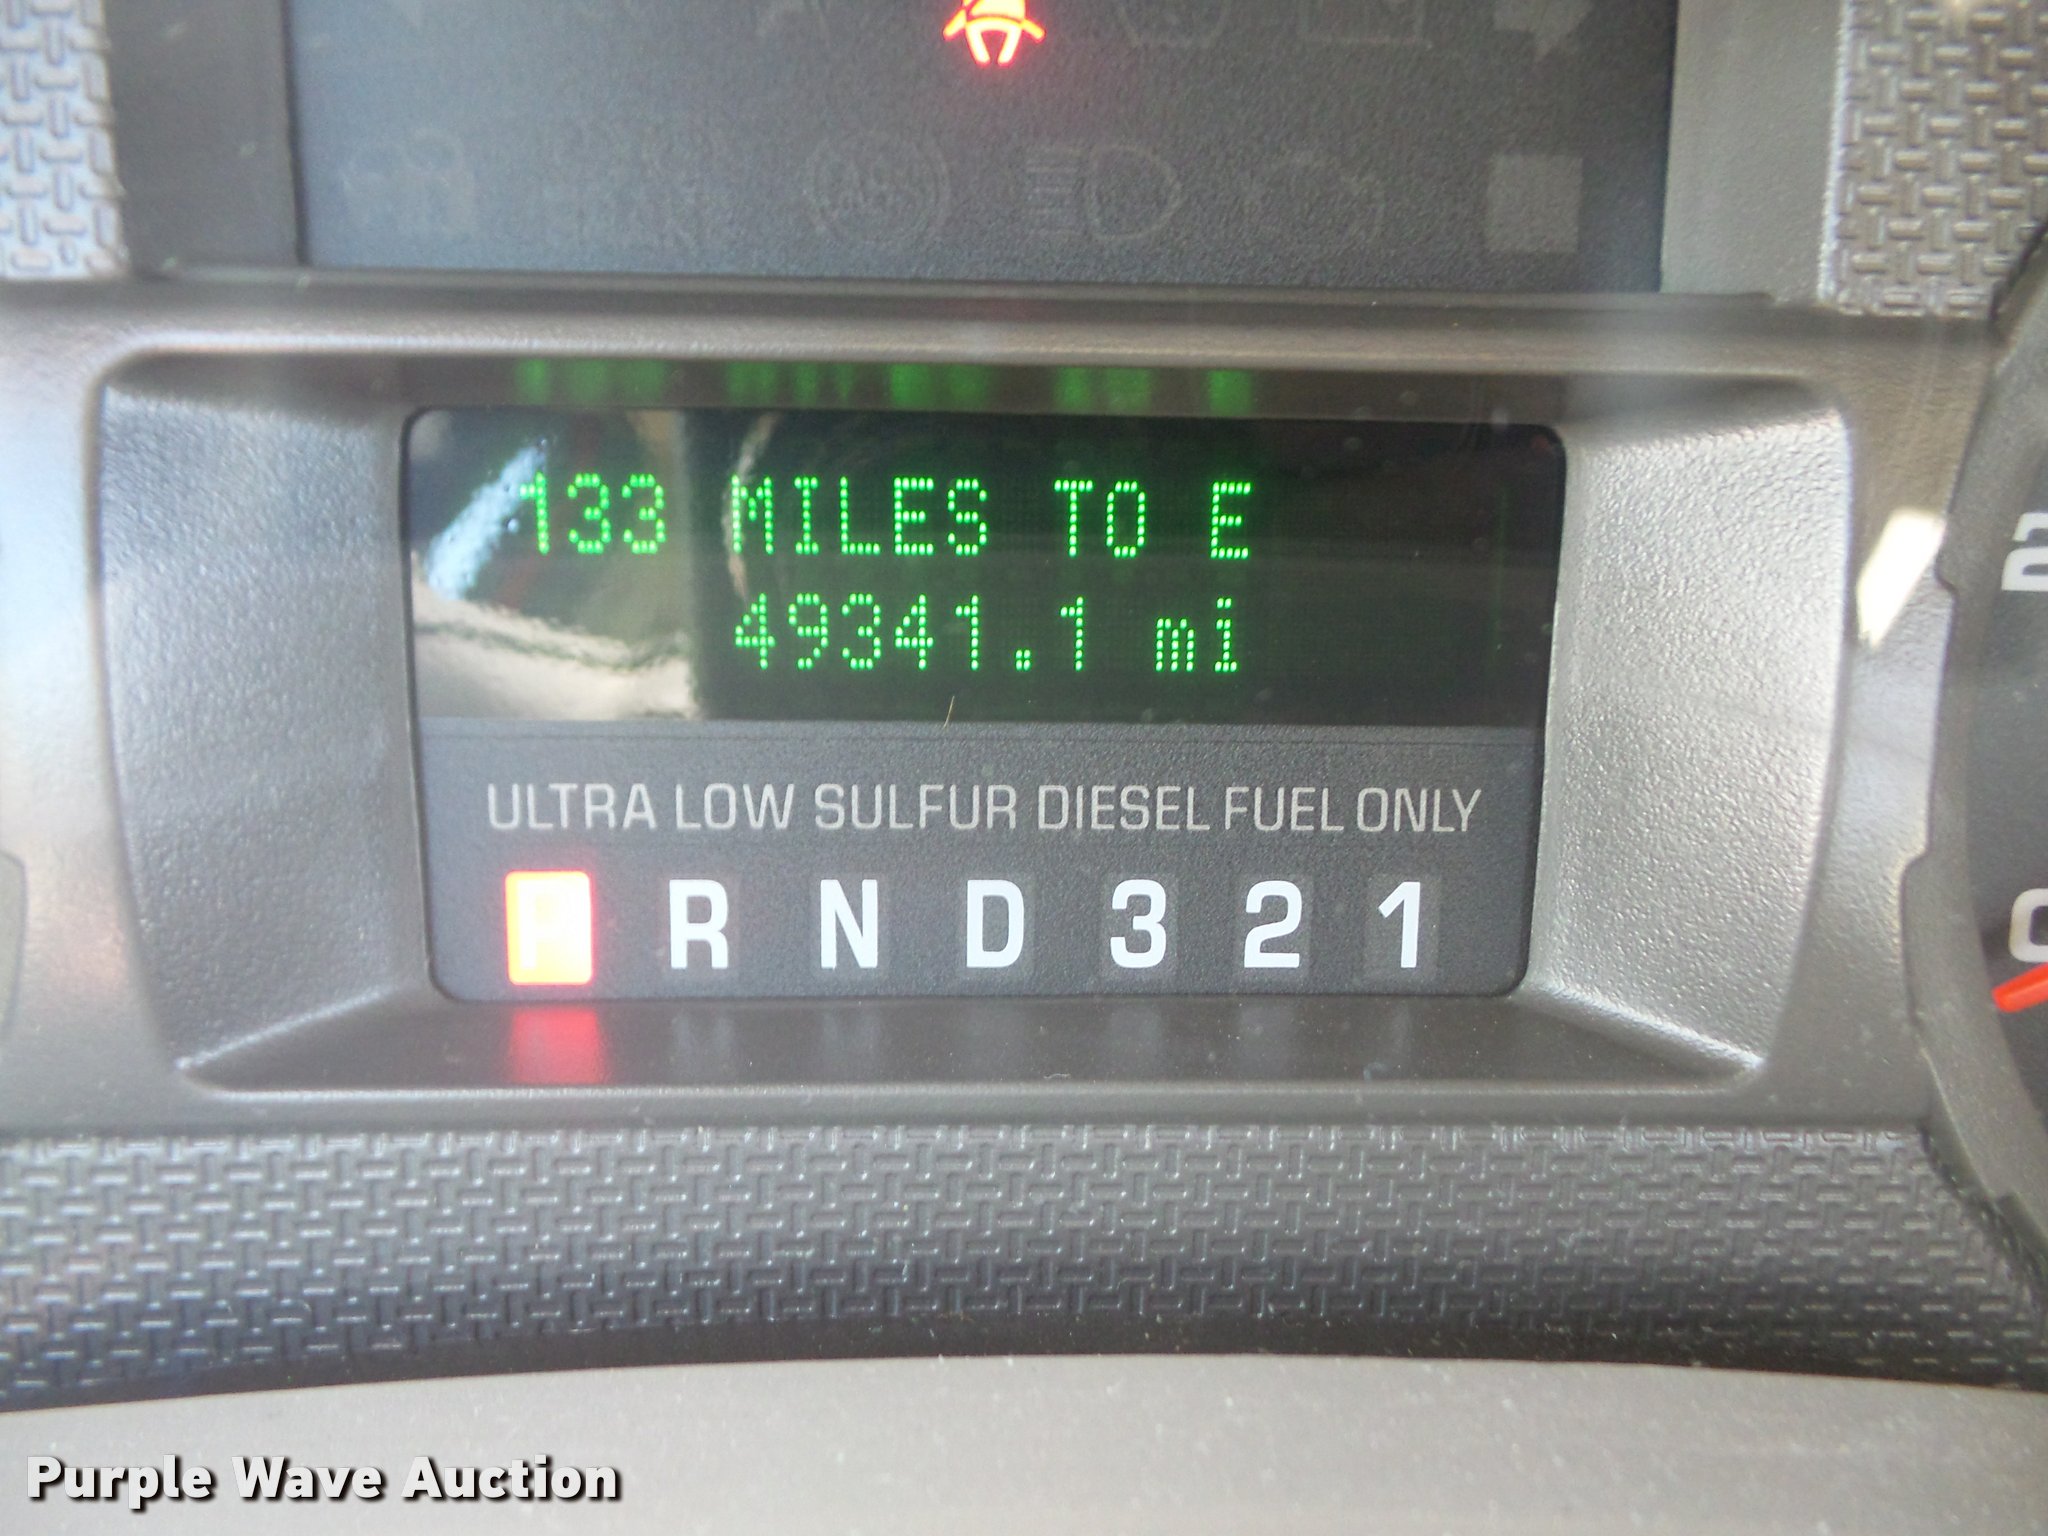 133 MILES TO E
49341.1 mi
ULTRA LOW SULFUR DIESEL FUEL ONLY
P R N D 3 2 1
Purple Wave Auction